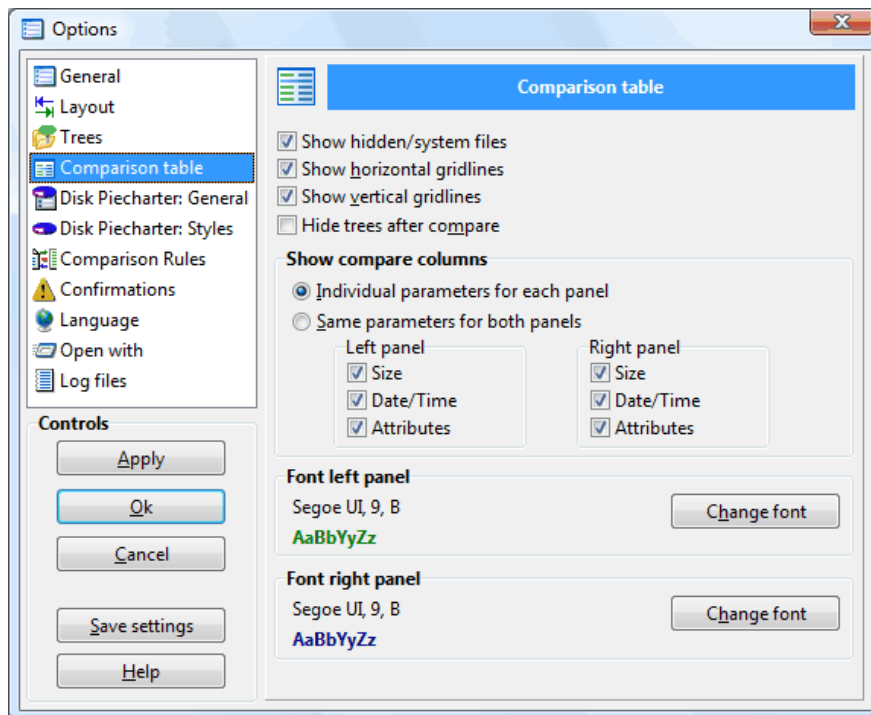 Options
General
Layout
Trees
Comparison table
Disk Piecharter: General
Disk Piecharter: Styles
Comparison Rules
Confirmations
Language
Open with
Log files
Controls
Apply
Ok
Cancel
Save settings
Help
Comparison table
Show hidden/system files
Show horizontal gridlines
Show vertical gridlines
Hide trees after compare
Show compare columns
Individual parameters for each panel
Same parameters for both panels
Left panel
Size
Date/Time
Attributes
Right panel
Size
Date/Time
Attributes
Font left panel
Segoe UI, 9, B
AaBbYyZz
Change font
Font right panel
Segoe UI, 9, B
AaBbYyZz
Change font